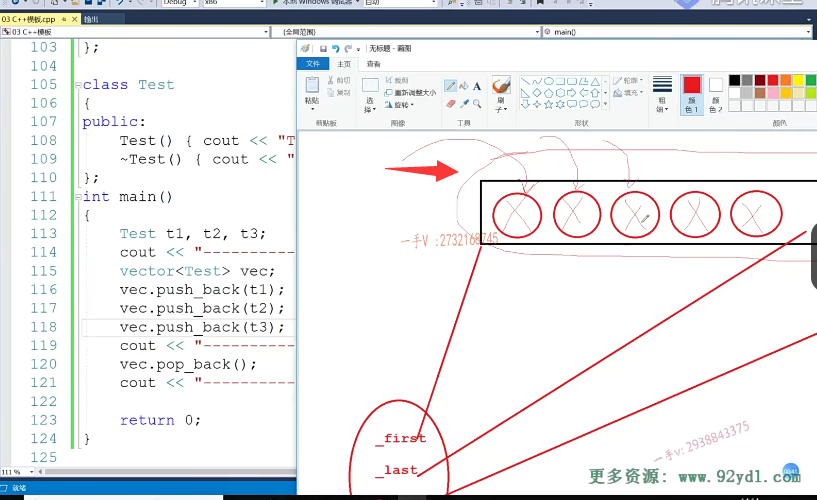 Debug
x86
本地 Windows 调试器
自动
03 C++模板.cpp
输出
03 C++模板
(全局范围)
main()
103 };
104
105 class Test
106 {
107 public:
108 Test() { cout << "T
109 ~Test() { cout << "
110 };
111 int main()
112 {
113 Test t1, t2, t3;
114 cout << "-----------
115 vector<Test> vec;
116 vec.push_back(t1);
117 vec.push_back(t2);
118 vec.push_back(t3);
119 cout << "-----------
120 vec.pop_back();
121 cout << "-----------
122
123 return 0;
124 }
125
111 %
就绪
无标题 - 画图
文件 主页 查看
粘贴
剪切
复制
剪贴板
选择
裁剪
重新调整大小
旋转
图像
A
工具
刷子
形状
轮廓
填充
粗细
颜色 1
颜色 2
颜色
一手V :2732168745
_first
_last
一手v: 2938843375
00:41
更多资源: www.92yd1.com